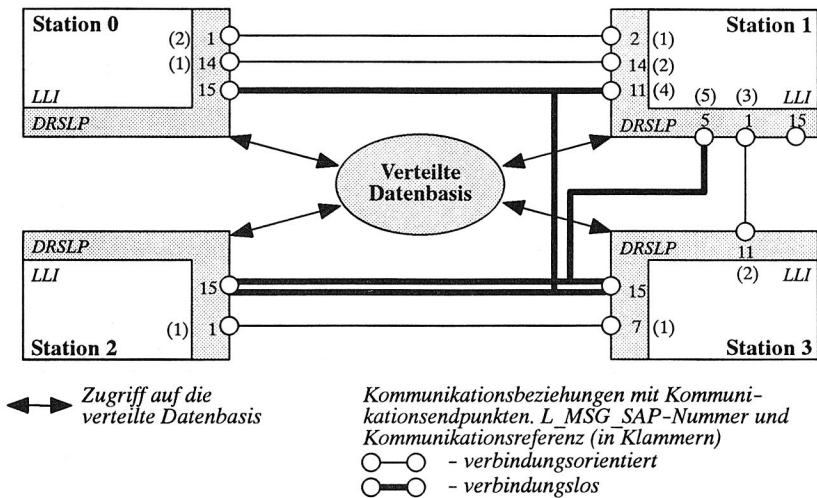 Station 0
Station 1
(2) 1
2 (1)
(1) 14
14 (2)
15
11 (4)
(5) (3)
LLI
LLI
DRSLP
DRSLP 5 1 15
Verteilte
Datenbasis
DRSLP
DRSLP 11
LLI
(2) LLI
15
15
(1) 1
7 (1)
Station 2
Station 3
Zugriff auf die
verteilte Datenbasis
Kommunikationsbeziehungen mit Kommuni-
kationsendpunkten. L_MSG_SAP-Nummer und
Kommunikationsreferenz (in Klammern)
- verbindungsorientiert
- verbindungslos